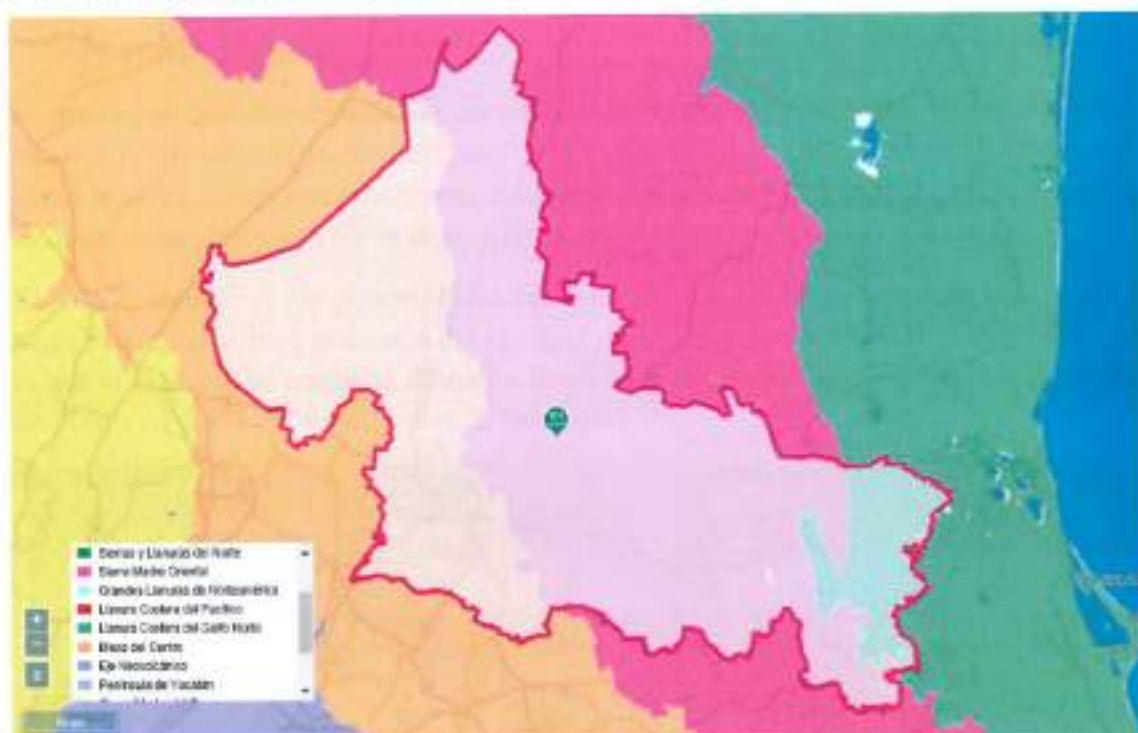 Sierras y Llanuras del Norte
Sierra Madre Oriental
Grandes Llanuras de Norteamérica
Llanura Costera del Pacífico
Llanura Costera del Golfo Norte
Mesa del Centro
Eje Neovolcánico
Península de Yucatán